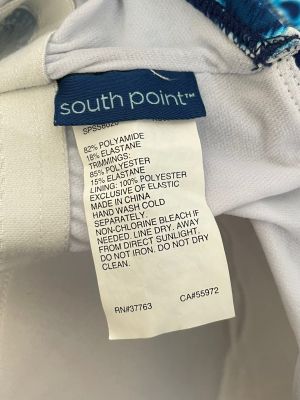 south point™
82% POLYAMIDE
18% ELASTANE
TRIMMINGS:
85% POLYESTER
15% ELASTANE
LINING: 100% POLYESTER
EXCLUSIVE OF ELASTIC
MADE IN CHINA
HAND WASH COLD
SEPARATELY.
NON-CHLORINE BLEACH IF
NEEDED. LINE DRY. AWAY
FROM DIRECT SUNLIGHT.
DO NOT IRON. DO NOT DRY
CLEAN.
RN#37763 CA#55972